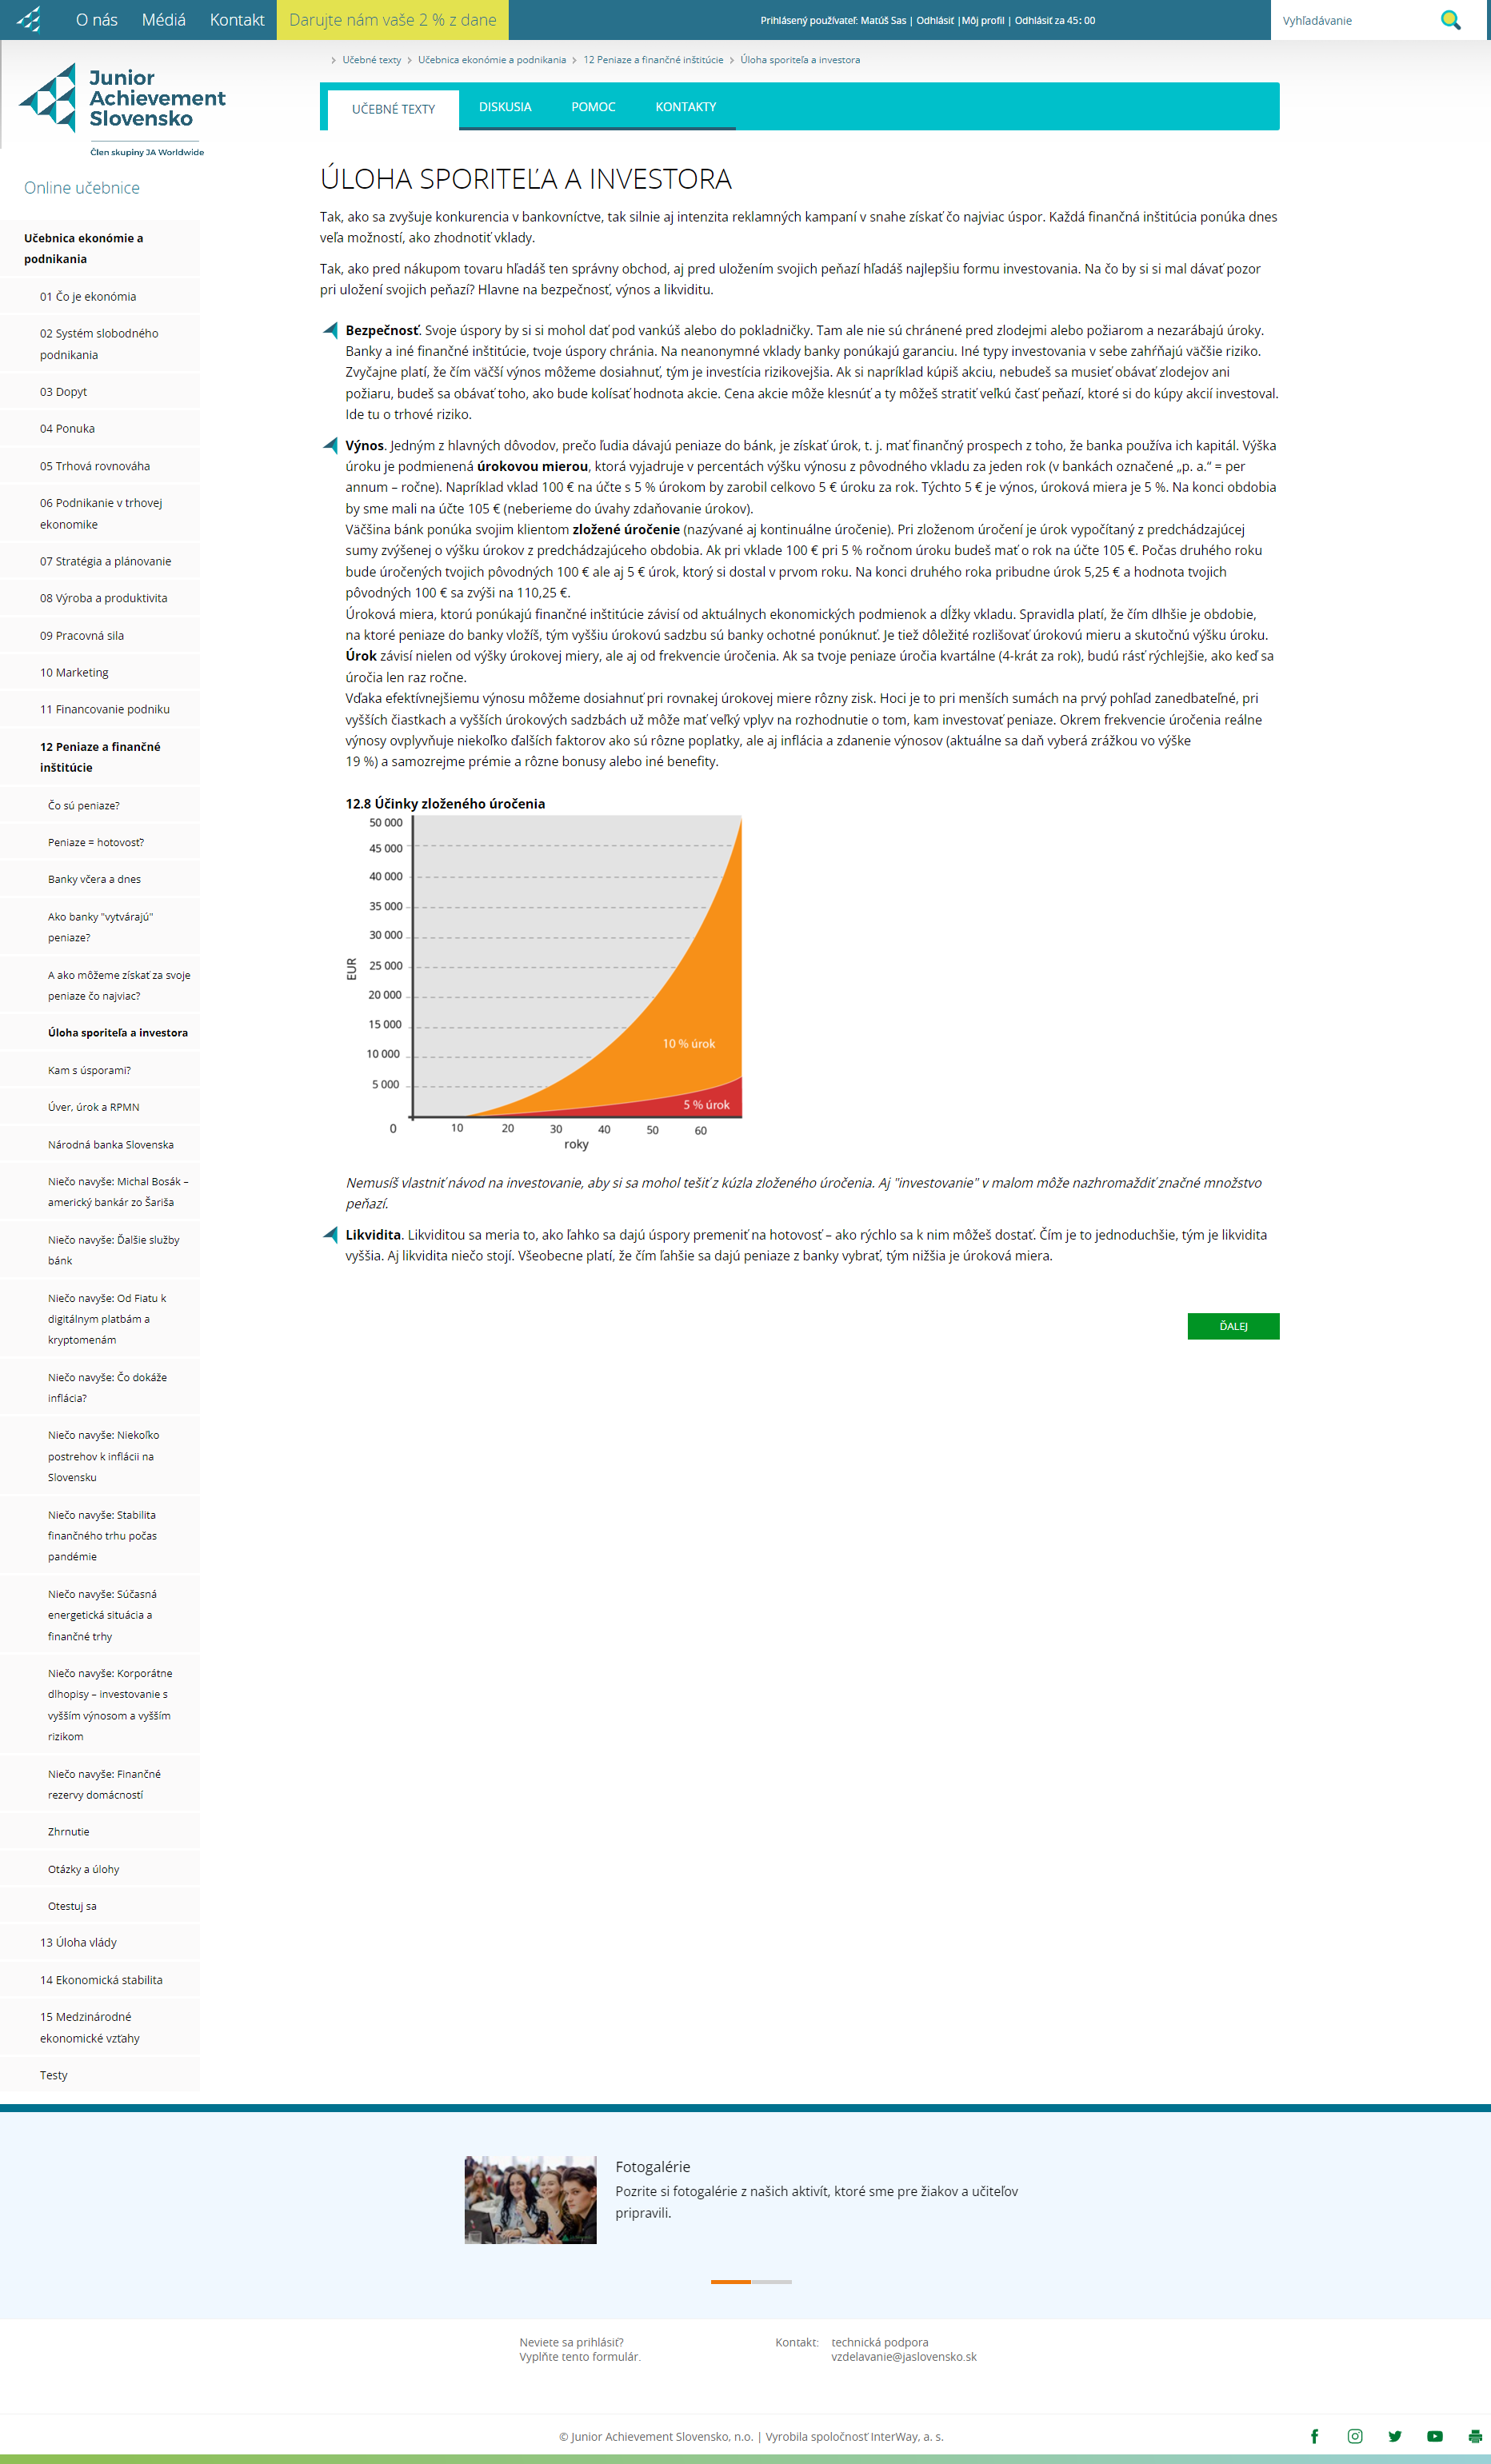 O nás Médiá Kontakt Darujte nám vaše 2 % z dane Prihlásený používateľ: Matúš Sas | Odhlásiť |Môj profil | Odhlásiť za 45: 00 Vyhľadávanie
Junior
Achievement
Slovensko
Člen skupiny JA Worldwide
Učebné texty Učebnica ekonómie a podnikania 12 Peniaze a finančné inštitúcie Úloha sporiteľa a investora
UČEBNÉ TEXTY DISKUSIA POMOC KONTAKTY
Online učebnice
Učebnica ekonómie a
podnikania
01 Čo je ekonómia
02 Systém slobodného
podnikania
03 Dopyt
04 Ponuka
05 Trhová rovnováha
06 Podnikanie v trhovej
ekonomike
07 Stratégia a plánovanie
08 Výroba a produktivita
09 Pracovná sila
10 Marketing
11 Financovanie podniku
12 Peniaze a finančné
inštitúcie
Čo sú peniaze?
Peniaze = hotovosť?
Banky včera a dnes
Ako banky "vytvárajú"
peniaze?
A ako môžeme získať za svoje
peniaze čo najviac?
Úloha sporiteľa a investora
Kam s úsporami?
Úver, úrok a RPMN
Národná banka Slovenska
Niečo navyše: Michal Bosák –
americký bankár zo Šariša
Niečo navyše: Ďalšie služby
bánk
Niečo navyše: Od Fiatu k
digitálnym platbám a
kryptomenám
Niečo navyše: Čo dokáže
inflácia?
Niečo navyše: Niekoľko
postrehov k inflácii na
Slovensku
Niečo navyše: Stabilita
finančného trhu počas
pandémie
Niečo navyše: Súčasná
energetická situácia a
finančné trhy
Niečo navyše: Korporátne
dlhopisy – investovanie s
vyšším výnosom a vyšším
rizikom
Niečo navyše: Finančné
rezervy domácností
Zhrnutie
Otázky a úlohy
Otestuj sa
13 Úloha vlády
14 Ekonomická stabilita
15 Medzinárodné
ekonomické vzťahy
Testy
ÚLOHA SPORITEĽA A INVESTORA
Tak, ako sa zvyšuje konkurencia v bankovníctve, tak silnie aj intenzita reklamných kampaní v snahe získať čo najviac úspor. Každá finančná inštitúcia ponúka dnes
veľa možností, ako zhodnotiť vklady.
Tak, ako pred nákupom tovaru hľadáš ten správny obchod, aj pred uložením svojich peňazí hľadáš najlepšiu formu investovania. Na čo by si si mal dávať pozor
pri uložení svojich peňazí? Hlavne na bezpečnosť, výnos a likviditu.
Bezpečnosť. Svoje úspory by si si mohol dať pod vankúš alebo do pokladničky. Tam ale nie sú chránené pred zlodejmi alebo požiarom a nezarábajú úroky.
Banky a iné finančné inštitúcie, tvoje úspory chránia. Na neanonymné vklady banky ponúkajú garanciu. Iné typy investovania v sebe zahŕňajú väčšie riziko.
Zvyčajne platí, že čím väčší výnos môžeme dosiahnuť, tým je investícia rizikovejšia. Ak si napríklad kúpiš akciu, nebudeš sa musieť obávať zlodejov ani
požiaru, budeš sa obávať toho, ako bude kolísať hodnota akcie. Cena akcie môže klesnúť a ty môžeš stratiť veľkú časť peňazí, ktoré si do kúpy akcií investoval.
Ide tu o trhové riziko.
Výnos. Jedným z hlavných dôvodov, prečo ľudia dávajú peniaze do bánk, je získať úrok, t. j. mať finančný prospech z toho, že banka používa ich kapitál. Výška
úroku je podmienená úrokovou mierou, ktorá vyjadruje v percentách výšku výnosu z pôvodného vkladu za jeden rok (v bankách označené „p. a.“ = per
annum – ročne). Napríklad vklad 100 € na účte s 5 % úrokom by zarobil celkovo 5 € úroku za rok. Týchto 5 € je výnos, úroková miera je 5 %. Na konci obdobia
by sme mali na účte 105 € (neberieme do úvahy zdaňovanie úrokov).
Väčšina bánk ponúka svojim klientom zložené úročenie (nazývané aj kontinuálne úročenie). Pri zloženom úročení je úrok vypočítaný z predchádzajúcej
sumy zvýšenej o výšku úrokov z predchádzajúceho obdobia. Ak pri vklade 100 € pri 5 % ročnom úroku budeš mať o rok na účte 105 €. Počas druhého roku
bude úročených tvojich pôvodných 100 € ale aj 5 € úrok, ktorý si dostal v prvom roku. Na konci druhého roka pribudne úrok 5,25 € a hodnota tvojich
pôvodných 100 € sa zvýši na 110,25 €.
Úroková miera, ktorú ponúkajú finančné inštitúcie závisí od aktuálnych ekonomických podmienok a dĺžky vkladu. Spravidla platí, že čím dlhšie je obdobie,
na ktoré peniaze do banky vložíš, tým vyššiu úrokovú sadzbu sú banky ochotné ponúknuť. Je tiež dôležité rozlišovať úrokovú mieru a skutočnú výšku úroku.
Úrok závisí nielen od výšky úrokovej miery, ale aj od frekvencie úročenia. Ak sa tvoje peniaze úročia kvartálne (4-krát za rok), budú rásť rýchlejšie, ako keď sa
úročia len raz ročne.
Vďaka efektívnejšiemu výnosu môžeme dosiahnuť pri rovnakej úrokovej miere rôzny zisk. Hoci je to pri menších sumách na prvý pohľad zanedbateľné, pri
vyšších čiastkach a vyšších úrokových sadzbách už môže mať veľký vplyv na rozhodnutie o tom, kam investovať peniaze. Okrem frekvencie úročenia reálne
výnosy ovplyvňuje niekoľko ďalších faktorov ako sú rôzne poplatky, ale aj inflácia a zdanenie výnosov (aktuálne sa daň vyberá zrážkou vo výške
19 %) a samozrejme prémie a rôzne bonusy alebo iné benefity.
12.8 Účinky zloženého úročenia
50 000
45 000
40 000
35 000
30 000
25 000
20 000
15 000
10 000
5 000
EUR
10 % úrok
5 % úrok
0 10 20 30 40 50 60
roky
Nemusíš vlastniť návod na investovanie, aby si sa mohol tešiť z kúzla zloženého úročenia. Aj "investovanie" v malom môže nazhromaždiť značné množstvo
peňazí.
Likvidita. Likviditou sa meria to, ako ľahko sa dajú úspory premeniť na hotovosť – ako rýchlo sa k nim môžeš dostať. Čím je to jednoduchšie, tým je likvidita
vyššia. Aj likvidita niečo stojí. Všeobecne platí, že čím ľahšie sa dajú peniaze z banky vybrať, tým nižšia je úroková miera.
ĎALEJ
Fotogalérie
Pozrite si fotogalérie z našich aktivít, ktoré sme pre žiakov a učiteľov
pripravili.
Neviete sa prihlásiť?
Vyplňte tento formulár.
Kontakt: technická podpora
vzdelavanie@jaslovensko.sk
© Junior Achievement Slovensko, n.o. | Vyrobila spoločnosť InterWay, a. s.